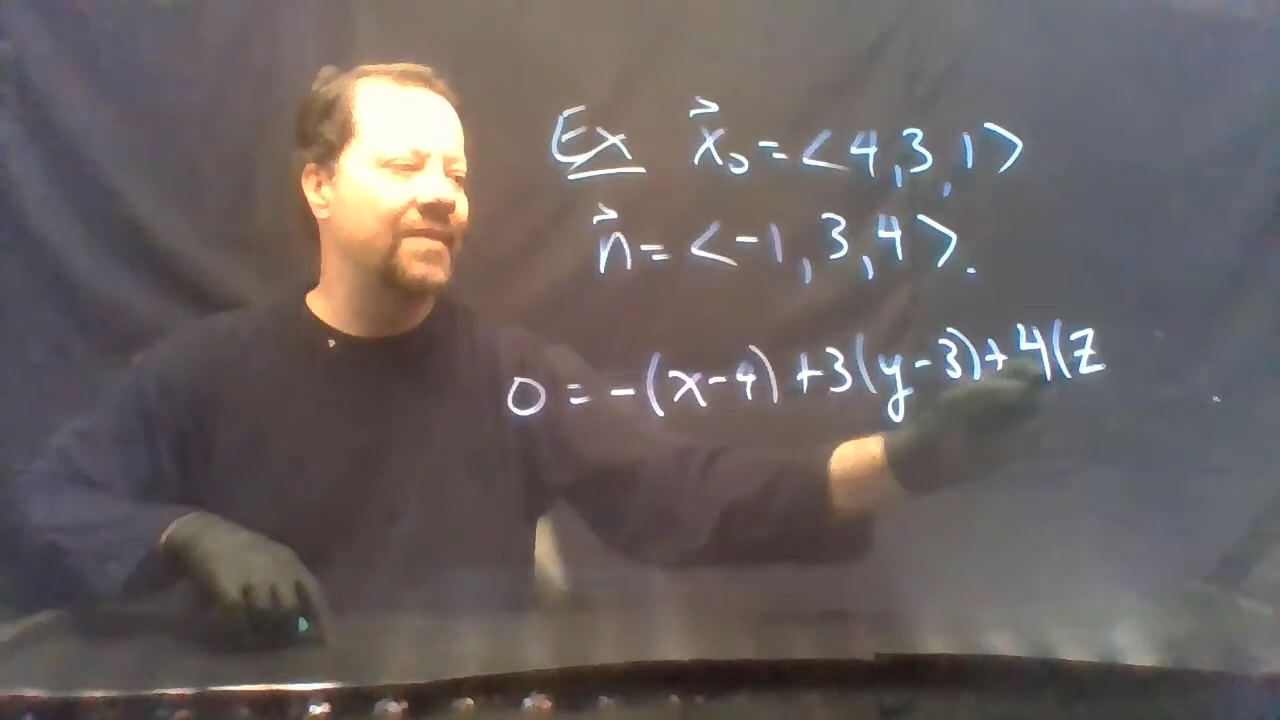 Ex x⃗₀ = <4, 3, 1>
n⃗ = <-1, 3, 4>.
0 = -(x-4) + 3(y-3) + 4(z